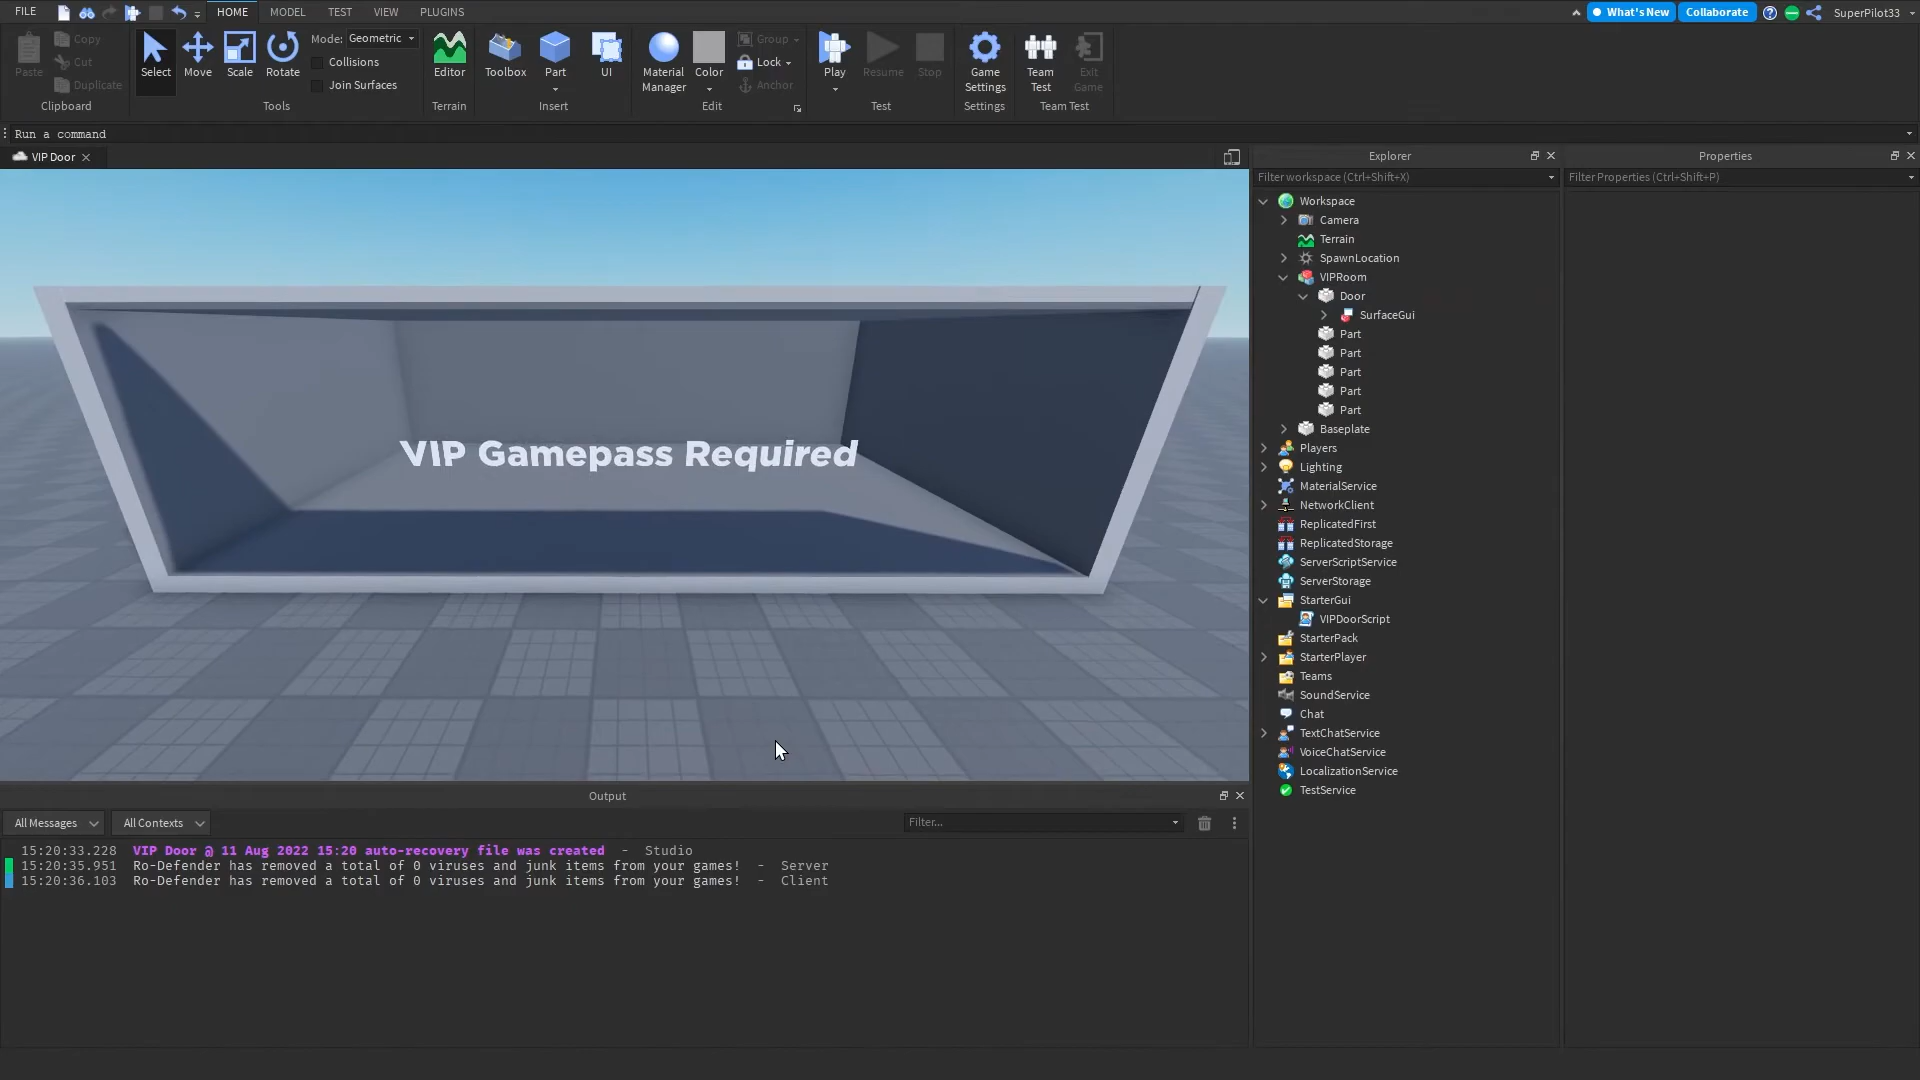 FILE HOME MODEL TEST VIEW PLUGINS What's New Collaborate SuperPilot33
Paste Copy Cut Duplicate Clipboard
Select Move Scale Rotate Mode: Geometric Collisions Join Surfaces Tools
Editor Terrain
Toolbox Part UI Insert
Material Manager Color Group Lock Anchor Edit
Play Resume Stop Test
Game Settings Settings
Team Test Exit Game Team Test
Run a command
VIP Door
VIP Gamepass Required
Output
All Messages All Contexts Filter...
15:20:33.228 VIP Door @ 11 Aug 2022 15:20 auto-recovery file was created - Studio
15:20:35.951 Ro-Defender has removed a total of 0 viruses and junk items from your games! - Server
15:20:36.103 Ro-Defender has removed a total of 0 viruses and junk items from your games! - Client
Explorer
Filter workspace (Ctrl+Shift+X)
Workspace
Camera
Terrain
SpawnLocation
VIPRoom
Door
SurfaceGui
Part
Part
Part
Part
Part
Baseplate
Players
Lighting
MaterialService
NetworkClient
ReplicatedFirst
ReplicatedStorage
ServerScriptService
ServerStorage
StarterGui
VIPDoorScript
StarterPack
StarterPlayer
Teams
SoundService
Chat
TextChatService
VoiceChatService
LocalizationService
TestService
Properties
Filter Properties (Ctrl+Shift+P)